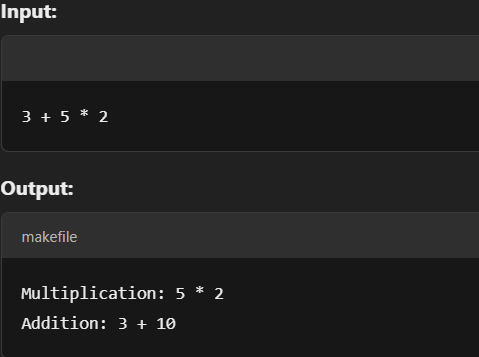 Input:
3 + 5 * 2
Output:
makefile
Multiplication: 5 * 2
Addition: 3 + 10